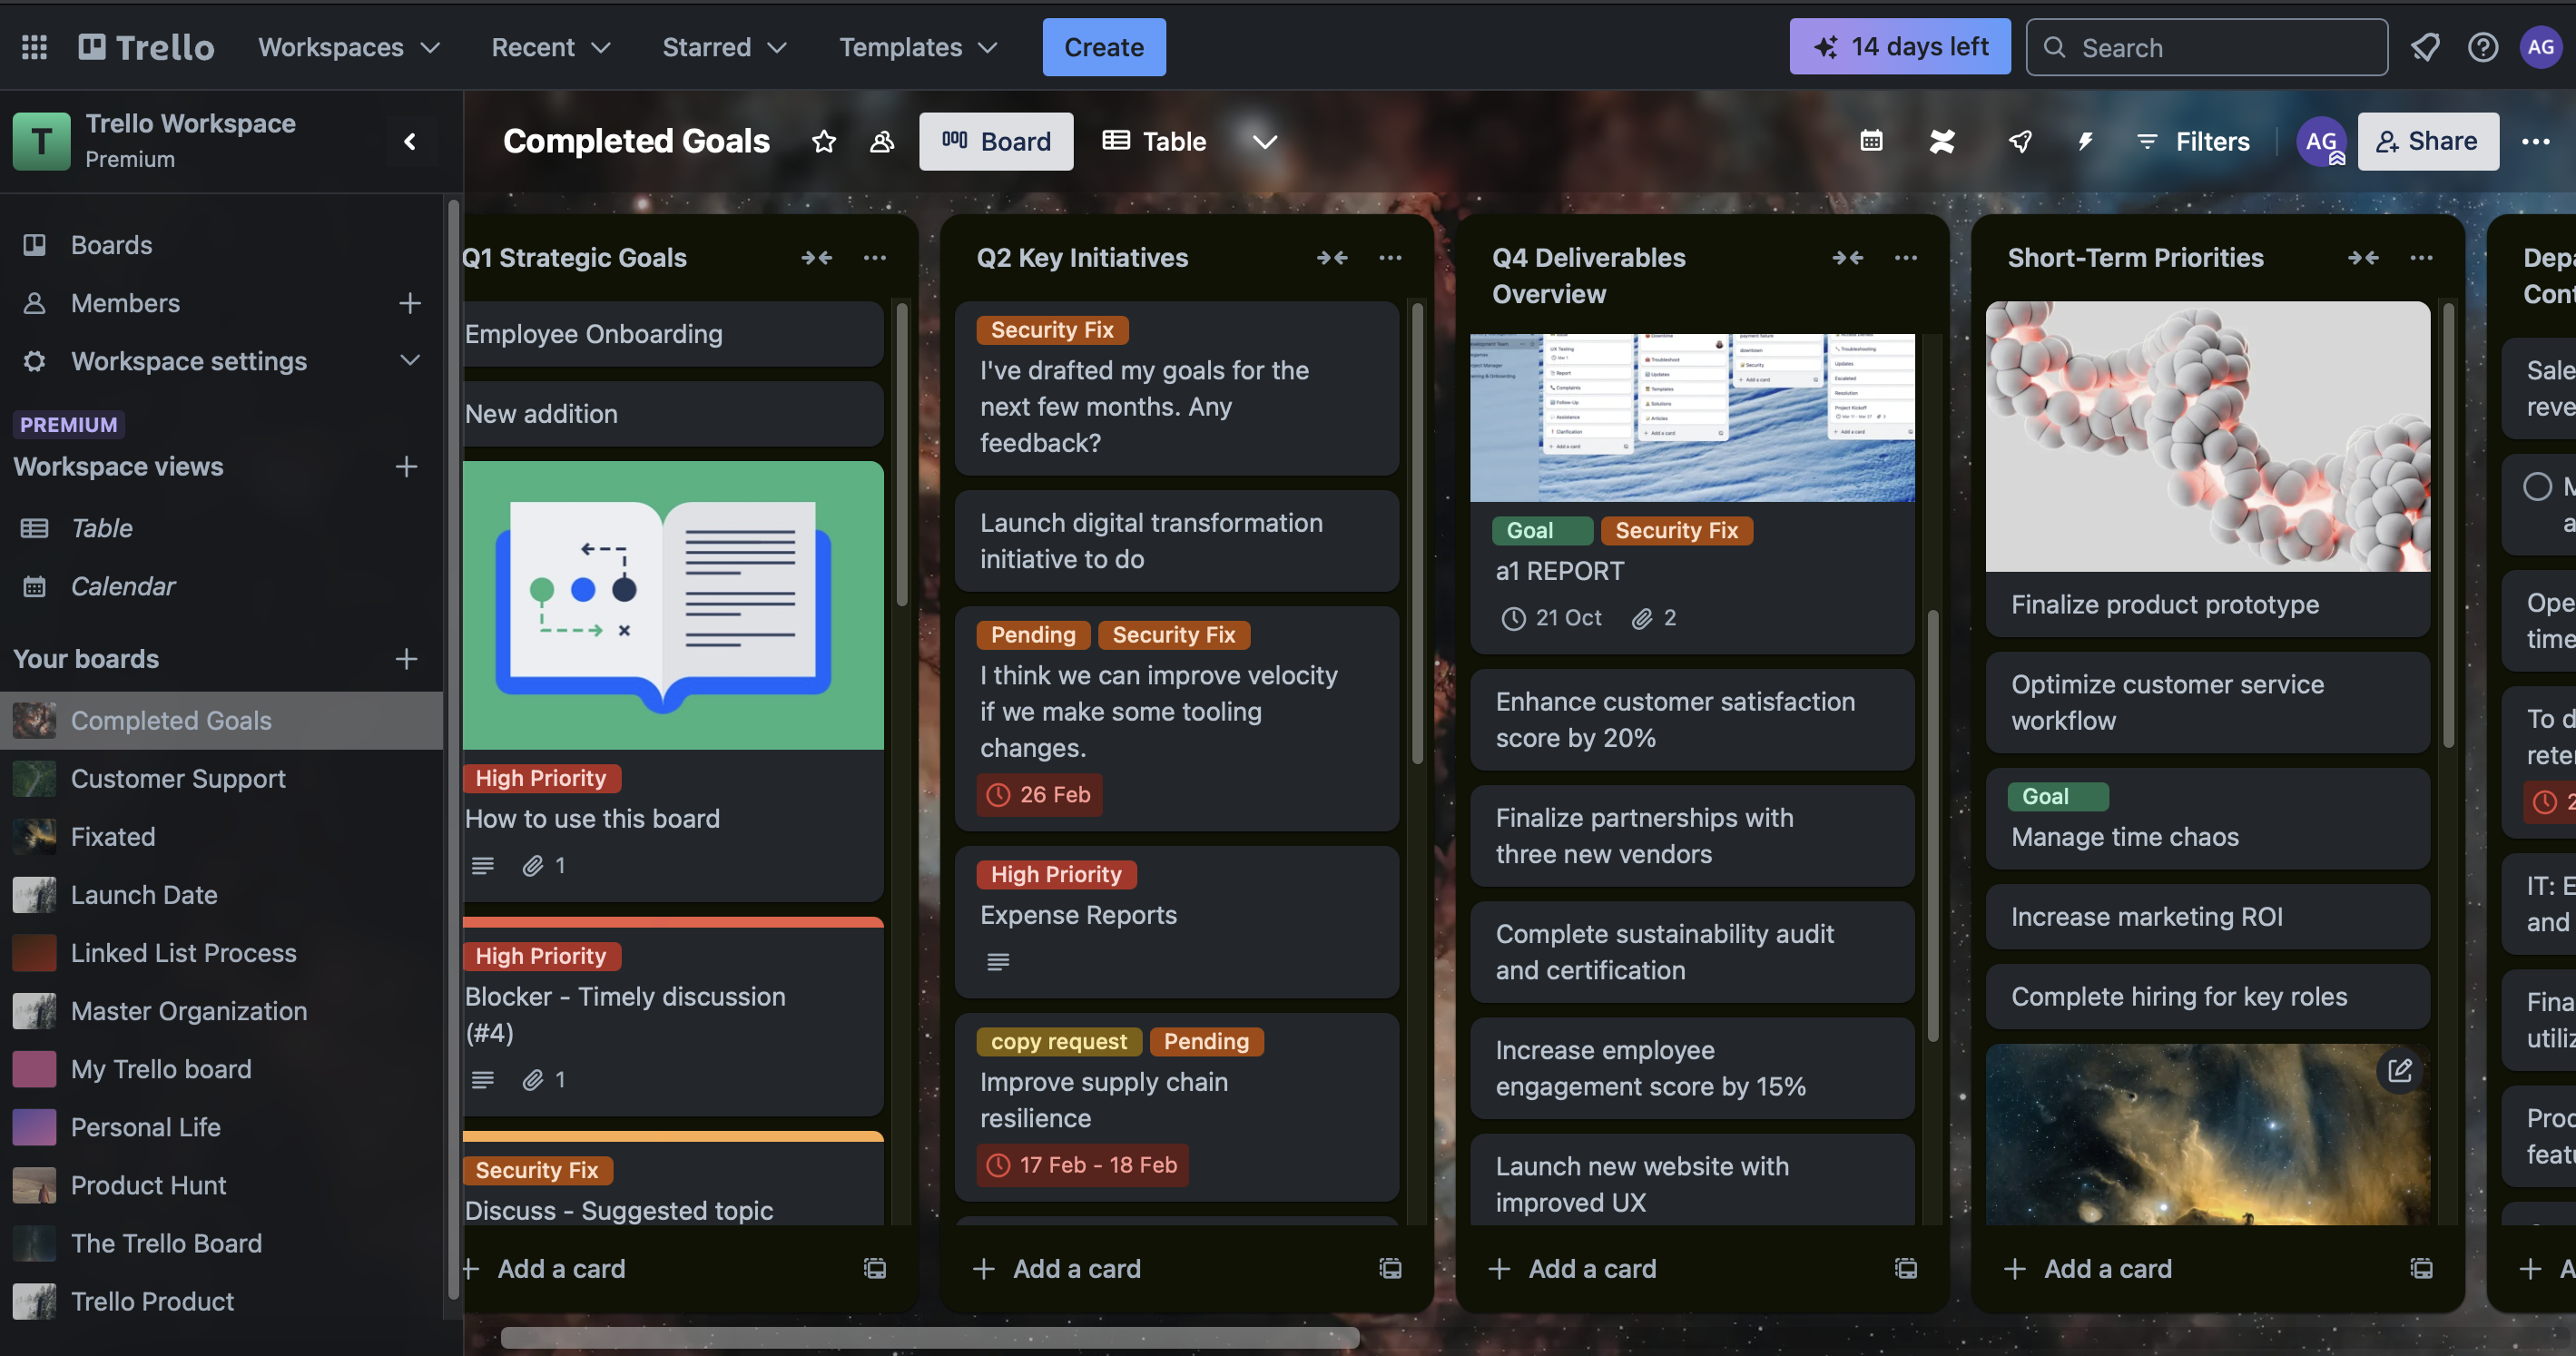 Trello
Workspaces
Recent
Starred
Templates
Create
14 days left
Search
AG
T
Trello Workspace
Premium
Completed Goals
Board
Table
Filters
AG
Share
Boards
Members
Workspace settings
PREMIUM
Workspace views
Table
Calendar
Your boards
Completed Goals
Customer Support
Fixated
Launch Date
Linked List Process
Master Organization
My Trello board
Personal Life
Product Hunt
The Trello Board
Trello Product
Q1 Strategic Goals
Employee Onboarding
New addition
High Priority
How to use this board
1
High Priority
Blocker - Timely discussion
(#4)
1
Security Fix
Discuss - Suggested topic
Add a card
Q2 Key Initiatives
Security Fix
I've drafted my goals for the
next few months. Any
feedback?
Launch digital transformation
initiative to do
Pending Security Fix
I think we can improve velocity
if we make some tooling
changes.
26 Feb
High Priority
Expense Reports
copy request Pending
Improve supply chain
resilience
17 Feb - 18 Feb
Add a card
Q4 Deliverables
Overview
Goal Security Fix
a1 REPORT
21 Oct 2
Enhance customer satisfaction
score by 20%
Finalize partnerships with
three new vendors
Complete sustainability audit
and certification
Increase employee
engagement score by 15%
Launch new website with
improved UX
Add a card
Short-Term Priorities
Finalize product prototype
Optimize customer service
workflow
Goal
Manage time chaos
Increase marketing ROI
Complete hiring for key roles
Add a card
Depa
Cont
Sale
reve
M
a
Ope
time
To d
rete
2
IT: E
and
Fina
utiliz
Prod
featu
A